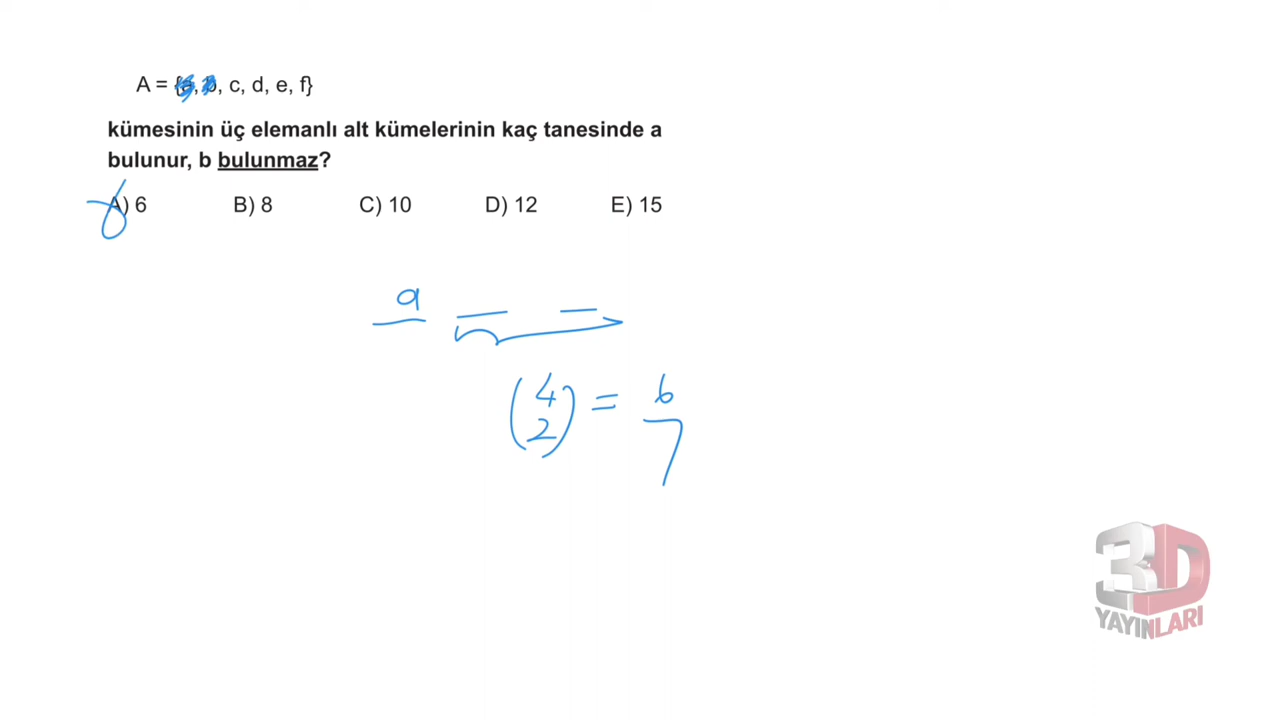 A = {a, b, c, d, e, f}
kümesinin üç elemanlı alt kümelerinin kaç tanesinde a
bulunur, b bulunmaz?
A) 6 B) 8 C) 10 D) 12 E) 15
a
(4 2) = 6
3D
YAYINLARI